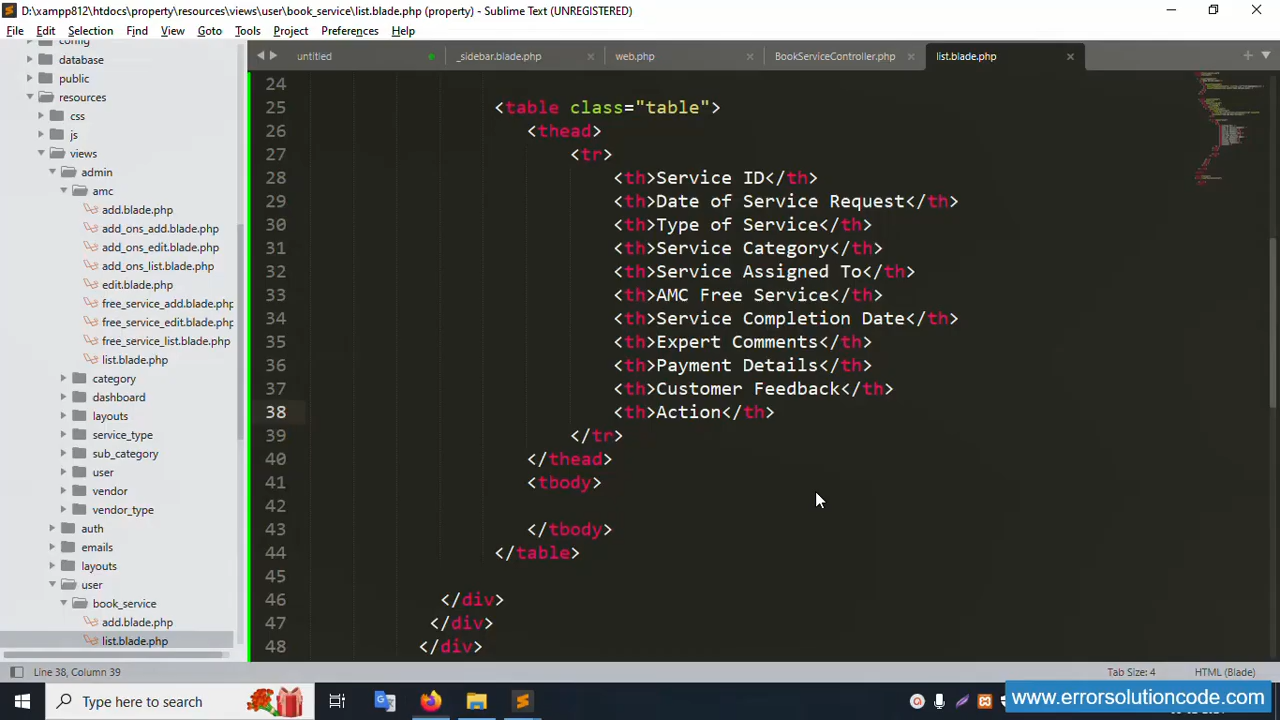 D:\xampp812\htdocs\property\resources\views\user\book_service\list.blade.php (property) - Sublime Text (UNREGISTERED)
File Edit Selection Find View Goto Tools Project Preferences Help
config
database
public
resources
css
js
views
admin
amc
add.blade.php
add_ons_add.blade.php
add_ons_edit.blade.php
add_ons_list.blade.php
edit.blade.php
free_service_add.blade.php
free_service_edit.blade.php
free_service_list.blade.php
list.blade.php
category
dashboard
layouts
service_type
sub_category
user
vendor
vendor_type
auth
emails
layouts
user
book_service
add.blade.php
list.blade.php
untitled _sidebar.blade.php web.php BookServiceController.php list.blade.php
24
25 <table class="table">
26 <thead>
27 <tr>
28 <th>Service ID</th>
29 <th>Date of Service Request</th>
30 <th>Type of Service</th>
31 <th>Service Category</th>
32 <th>Service Assigned To</th>
33 <th>AMC Free Service</th>
34 <th>Service Completion Date</th>
35 <th>Expert Comments</th>
36 <th>Payment Details</th>
37 <th>Customer Feedback</th>
38 <th>Action</th>
39 </tr>
40 </thead>
41 <tbody>
42
43 </tbody>
44 </table>
45
46 </div>
47 </div>
48 </div>
Line 38, Column 39 Tab Size: 4 HTML (Blade)
Type here to search
www.errorsolutioncode.com